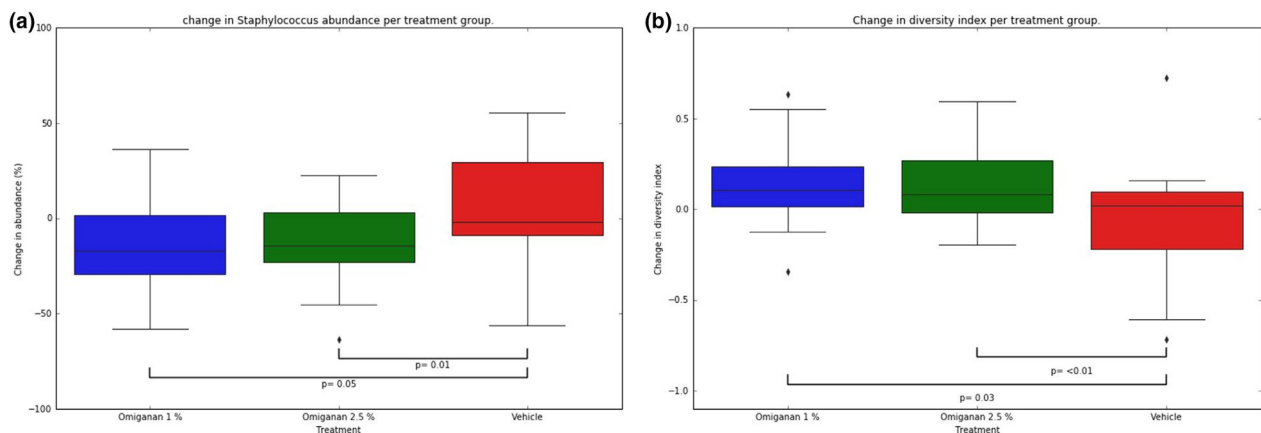 (a)
change in Staphylococcus abundance per treatment group.
100
50
0
−50
−100
Change in abundance (%)
p= 0.01
p= 0.05
Omiganan 1 %
Omiganan 2.5 %
Vehicle
Treatment
(b)
Change in diversity index per treatment group.
1.0
0.5
0.0
−0.5
−1.0
Change in diversity index
p= <0.01
p= 0.03
Omiganan 1 %
Omiganan 2.5 %
Vehicle
Treatment